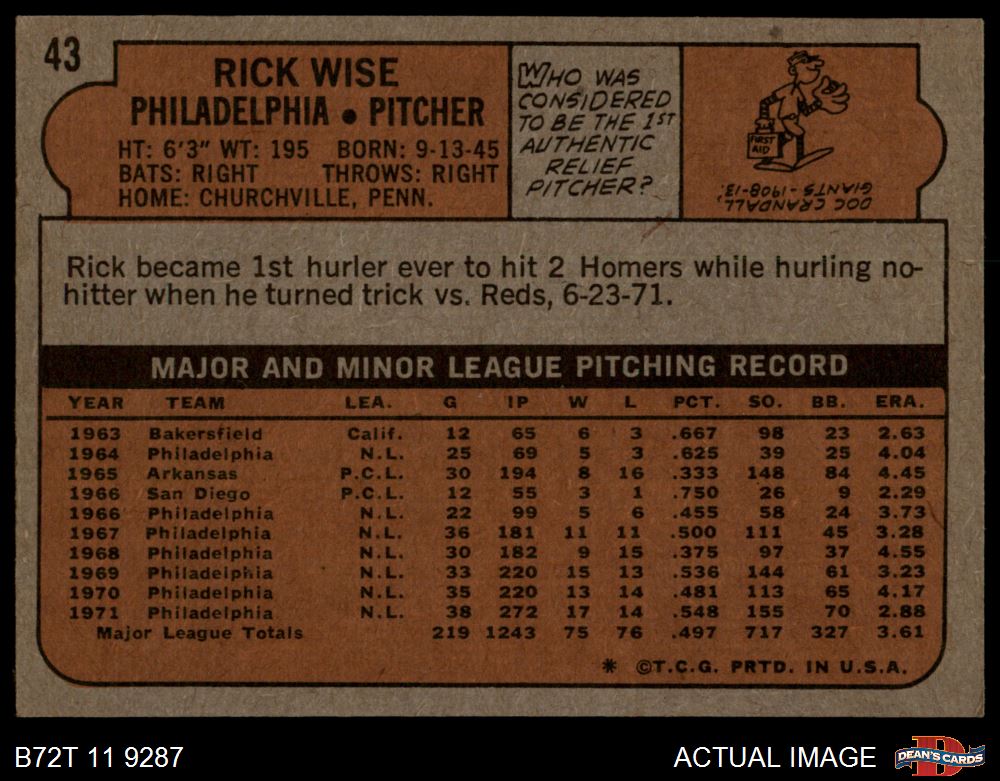 43
RICK WISE
PHILADELPHIA • PITCHER
HT: 6'3" WT: 195 BORN: 9-13-45
BATS: RIGHT THROWS: RIGHT
HOME: CHURCHVILLE, PENN.
WHO WAS
CONSIDERED
TO BE THE 1ST
AUTHENTIC
RELIEF
PITCHER?
FIRST
AID
DOC CRANDALL,
GIANTS - 1908-13.
Rick became 1st hurler ever to hit 2 Homers while hurling no-
hitter when he turned trick vs. Reds, 6-23-71.
MAJOR AND MINOR LEAGUE PITCHING RECORD
YEAR TEAM LEA. G IP W L PCT. SO. BB. ERA.
1963 Bakersfield Calif. 12 65 6 3 .667 98 23 2.63
1964 Philadelphia N.L. 25 69 5 3 .625 39 25 4.04
1965 Arkansas P.C.L. 30 194 8 16 .333 148 84 4.45
1966 San Diego P.C.L. 12 55 3 1 .750 26 9 2.29
1966 Philadelphia N.L. 22 99 5 6 .455 58 24 3.73
1967 Philadelphia N.L. 36 181 11 11 .500 111 45 3.28
1968 Philadelphia N.L. 30 182 9 15 .375 97 37 4.55
1969 Philadelphia N.L. 33 220 15 13 .536 144 61 3.23
1970 Philadelphia N.L. 35 220 13 14 .481 113 65 4.17
1971 Philadelphia N.L. 38 272 17 14 .548 155 70 2.88
Major League Totals 219 1243 75 76 .497 717 327 3.61
* ©T.C.G. PRTD. IN U.S.A.
B72T 11 9287
ACTUAL IMAGE
D
DEAN'S CARDS